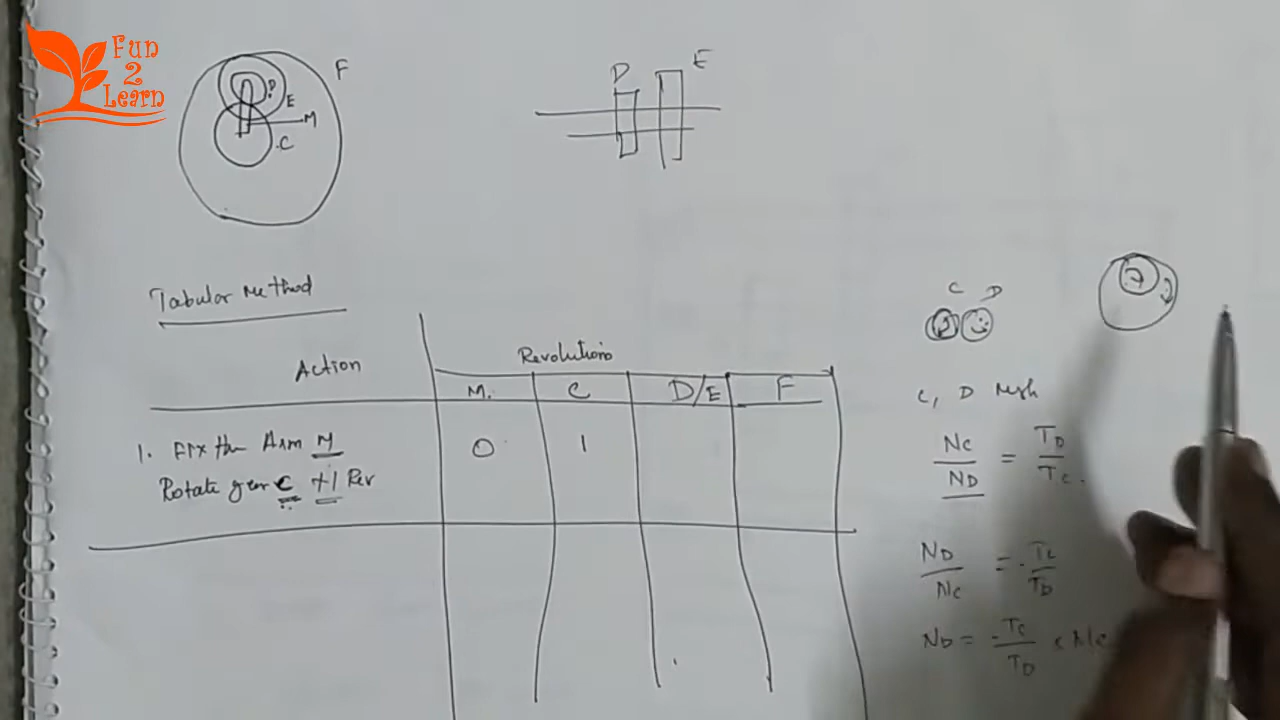 Fun
2
Learn
F
D
E
M
C
D
E
Tabular Method
Action
Revolutions
M. C D/E F
1. Fix the Arm M 0 1
Rotate gear C +1 Rev
C D
C, D mesh
NC/ND = TD/TC.
ND/NC = - TC/TD
ND = - TC/TD × NC